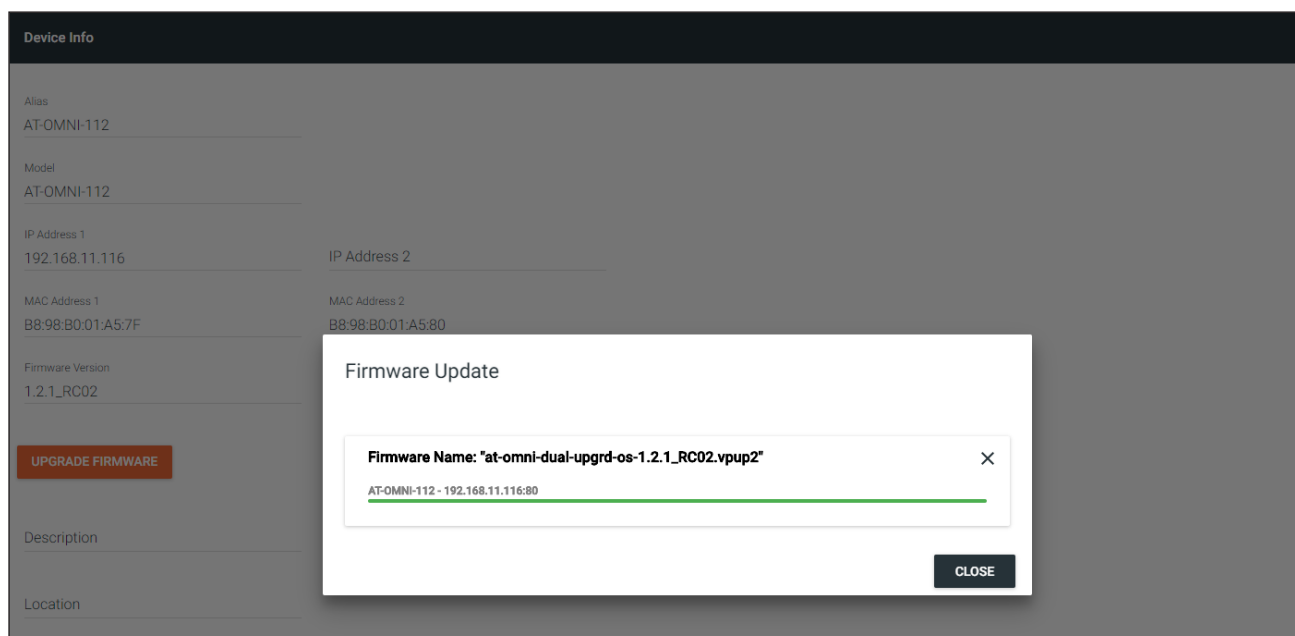 Device Info
Alias
AT-OMNI-112
Model
AT-OMNI-112
IP Address 1
192.168.11.116
IP Address 2
MAC Address 1
MAC Address 2
B8:98:B0:01:A5:7F
B8:98:B0:01:A5:80
Firmware Version
1.2.1_RC02
UPGRADE FIRMWARE
Description
Location
Firmware Update
Firmware Name: "at-omni-dual-upgrd-os-1.2.1_RC02.vpup2"
AT-OMNI-112 - 192.168.11.116:80
CLOSE